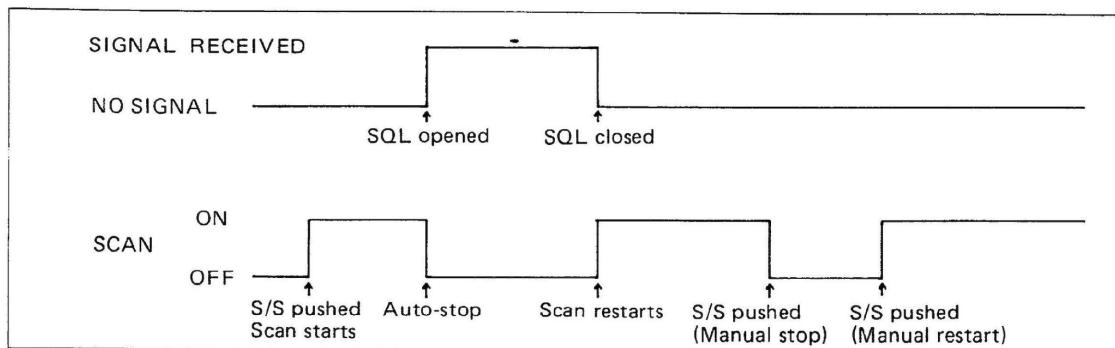 SIGNAL RECEIVED
NO SIGNAL
SQL opened
SQL closed
ON
SCAN
OFF
S/S pushed
Scan starts
Auto-stop
Scan restarts
S/S pushed
(Manual stop)
S/S pushed
(Manual restart)